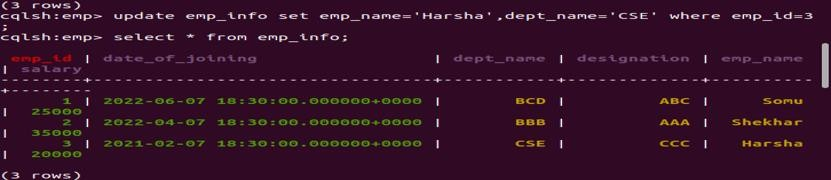 (3 rows)
cqlsh:emp> update emp_info set emp_name='Harsha',dept_name='CSE' where emp_id=3
;
cqlsh:emp> select * from emp_info;
emp_id | date_of_joining | dept_name | designation | emp_name
| salary
--------+---------------------------------+-----------+-------------+----------
+--------
1 | 2022-06-07 18:30:00.000000+0000 | BCD | ABC | Somu
| 25000
2 | 2022-04-07 18:30:00.000000+0000 | BBB | AAA | Shekhar
| 35000
3 | 2021-02-07 18:30:00.000000+0000 | CSE | CCC | Harsha
| 20000
(3 rows)